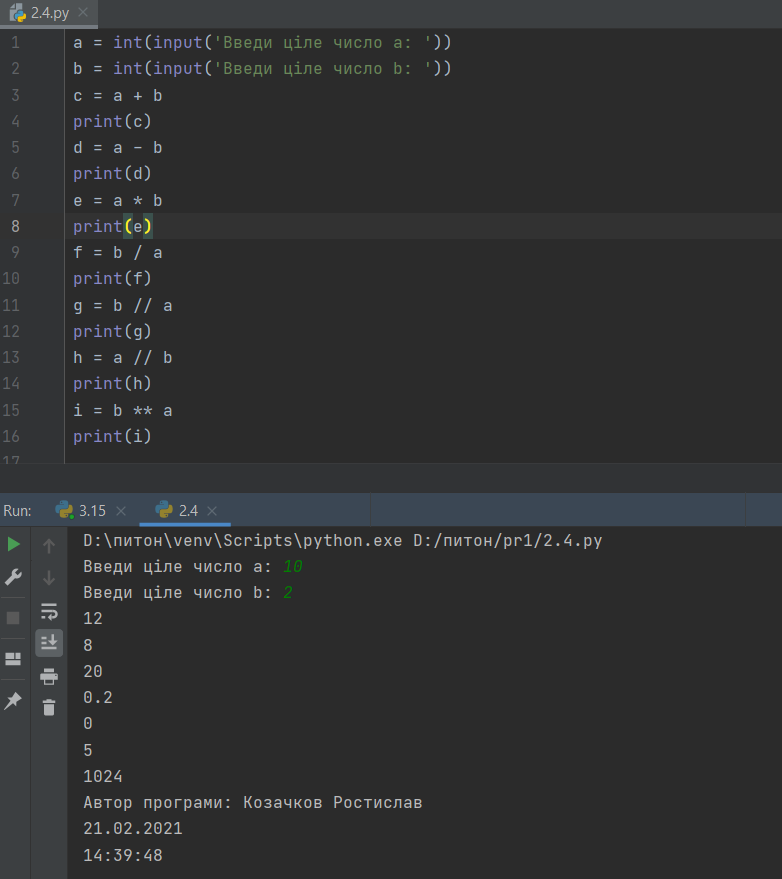 2.4.py
1 a = int(input('Введи ціле число a: '))
2 b = int(input('Введи ціле число b: '))
3 c = a + b
4 print(c)
5 d = a - b
6 print(d)
7 e = a * b
8 print(e)
9 f = b / a
10 print(f)
11 g = b // a
12 print(g)
13 h = a // b
14 print(h)
15 i = b ** a
16 print(i)
17
Run: 3.15 2.4
D:\питон\venv\Scripts\python.exe D:/питон/pr1/2.4.py
Введи ціле число a: 10
Введи ціле число b: 2
12
8
20
0.2
0
5
1024
Автор програми: Козачков Ростислав
21.02.2021
14:39:48